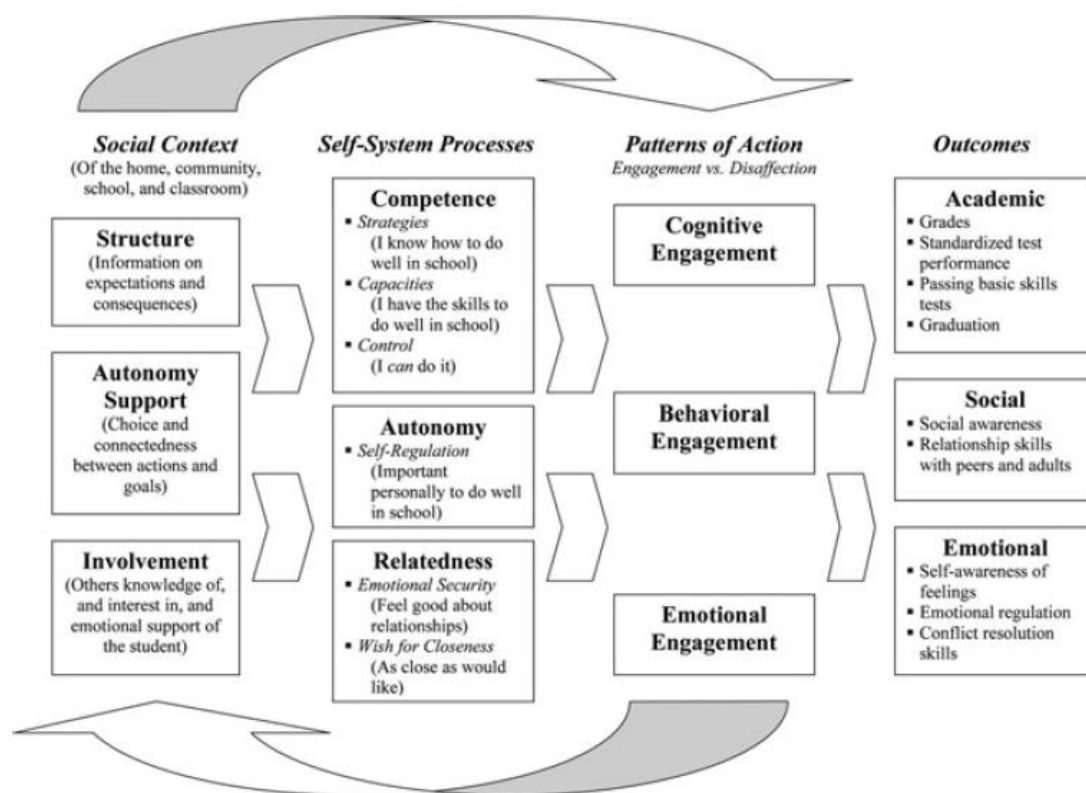 Social Context
(Of the home, community,
school, and classroom)
Structure
(Information on
expectations and
consequences)
Autonomy
Support
(Choice and
connectedness
between actions and
goals)
Involvement
(Others knowledge of,
and interest in, and
emotional support of
the student)
Self-System Processes
Competence
▪ Strategies
(I know how to do
well in school)
▪ Capacities
(I have the skills to
do well in school)
▪ Control
(I can do it)
Autonomy
▪ Self-Regulation
(Important
personally to do well
in school)
Relatedness
▪ Emotional Security
(Feel good about
relationships)
▪ Wish for Closeness
(As close as would
like)
Patterns of Action
Engagement vs. Disaffection
Cognitive
Engagement
Behavioral
Engagement
Emotional
Engagement
Outcomes
Academic
▪ Grades
▪ Standardized test
performance
▪ Passing basic skills
tests
▪ Graduation
Social
▪ Social awareness
▪ Relationship skills
with peers and adults
Emotional
▪ Self-awareness of
feelings
▪ Emotional regulation
▪ Conflict resolution
skills